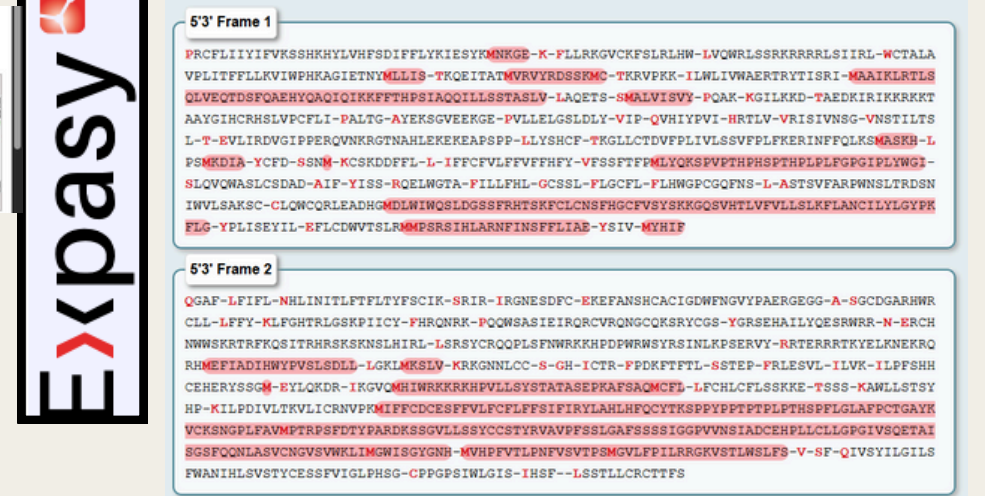 Expasy
5'3' Frame 1
PRCFLIIYIFVKSSHKHYLVHFSDIFFLYKIESYKMNKGE-K-FLLRKGVCKFSLRLHW-LVQWRLSSRKRRRRLSIIRL-WCTALA
VPLITFFLLKVIWPHKAGIETNYMLLIS-TKQEITATMVRVYRDSSKMC-TKRVPKK-ILWLIVWAERTRYTISRI-MAAIKLRTLS
QLVEQTDSFQAEHYQAQIQIKKFFTHPSIAQQILLSSTASLV-LAQETS-SMALVISVY-PQAK-KGILKKD-TAEDKIRIKKRKKT
AAYGIHCRHSLVPCFLI-PALTG-AYEKSGVEEKGE-PVLLELGSLDLY-VIP-QVHIYPVI-HRTLV-VRISIVNSG-VNSTILTS
L-T-EVLIRDVGIPPERQVNKRGTNAHLEKEKEAPSPP-LLYSHCF-TKGLLCTDVFPLIVLSSVFPLFKERINFFQLKSMASKH-L
PSMKDIA-YCFD-SSNM-KCSKDDFFL-L-IFFCFVLFFVFFHFY-VFSSFTFPMLYQKSPVPTHPHSPTHPLPLFGPGIPLYWGI-
SLQVQWASLCSDAD-AIF-YISS-RQELWGTA-FILLFHL-GCSSL-FLGCFL-FLHWGPCGQFNS-L-ASTSVFARPWNSLTRDSN
IWVLSAKSC-CLQWCQRLEADHGMDLWIWQSLDGSSFRHTSKFCLCNSFHGCFVSYSKKGQSVHTLVFVLLSLKFLANCILYLGYPK
FLG-YPLISEYIL-EFLCDWVTSLRMMPSRSIHLARNFINSFFLIAE-YSIV-MYHIF
5'3' Frame 2
QGAF-LFIFL-NHLINITLFTFLTYFSCIK-SRIR-IRGNESDFC-EKEFANSHCACIGDWFNGVYPAERGEGG-A-SGCDGARHWR
CLL-LFFY-KLFGHTRLGSKPIICY-FHRQNRK-PQQWSASIEIRQRCVRQNGCQKSRYCGS-YGRSEHAILYQESRWRR-N-ERCH
NWWSKRTRFKQSITRHRSKSKNSLHIRL-LSRSYCRQQPLSFNWRKKHPDPWRWSYRSINLKPSERVY-RRTERRRTKYELKNEKRQ
RHMEFIADIHWYPVSLSDLL-LGKLMKSLV-KRKGNNLCC-S-GH-ICTR-FPDKFTFTL-SSTEP-FRLESVL-ILVK-ILPFSHH
CEHERYSSGM-EYLQKDR-IKGVQMHIWRKKRKHPVLLSYSTATASEPKAFSAQMCFL-LFCHLCFLSSKKE-TSSS-KAWLLSTSY
HP-KILPDIVLTKVLICRNVPKMIFFCDCESFFVLFCFLFFSIFIRYLAHLHFQCYTKSPPYPPTPTPLPTHSPFLGLAFPCTGAYK
VCKSNGPLFAVMPTRPSFDTYPARDKSSGVLLSSYCCSTYRVAVPFSSLGAFSSSSIGGPVVNSIADCEHPLLCLLGPGIVSQETAI
SGSFQQNLASVCNGVSVWKLIMGWISGYGNH-MVHPFVTLPNFVSVTPSMGVLFPILRRGKVSTLWSLFS-V-SF-QIVSYILGILS
FWANIHLSVSTYCESSFVIGLPHSG-CPPGPSIWLGIS-IHSF--LSSTLLCRCTTFS